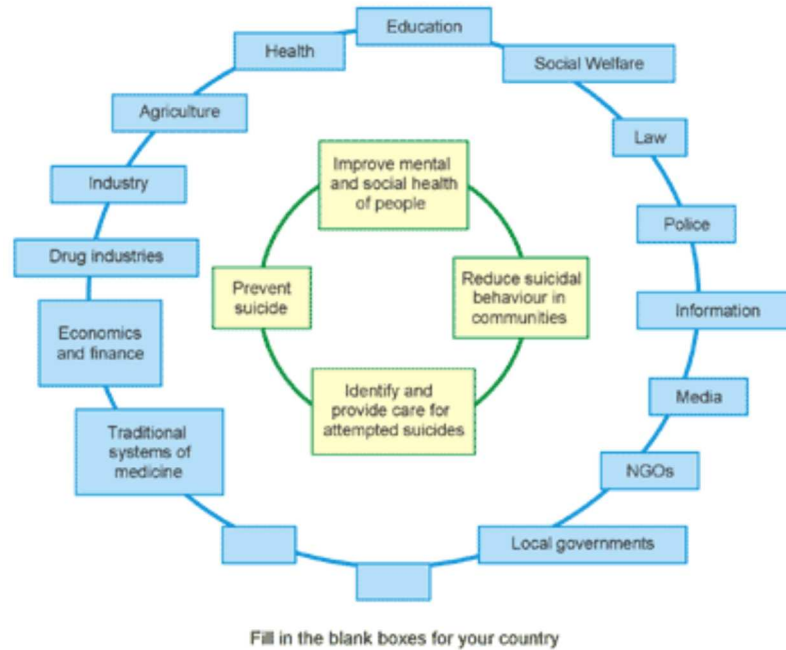 Education
Health
Social Welfare
Agriculture
Law
Improve mental
and social health
of people
Industry
Police
Drug industries
Prevent
suicide
Reduce suicidal
behaviour in
communities
Information
Economics
and finance
Identify and
provide care for
attempted suicides
Media
Traditional
systems of
medicine
NGOs
Local governments
Fill in the blank boxes for your country